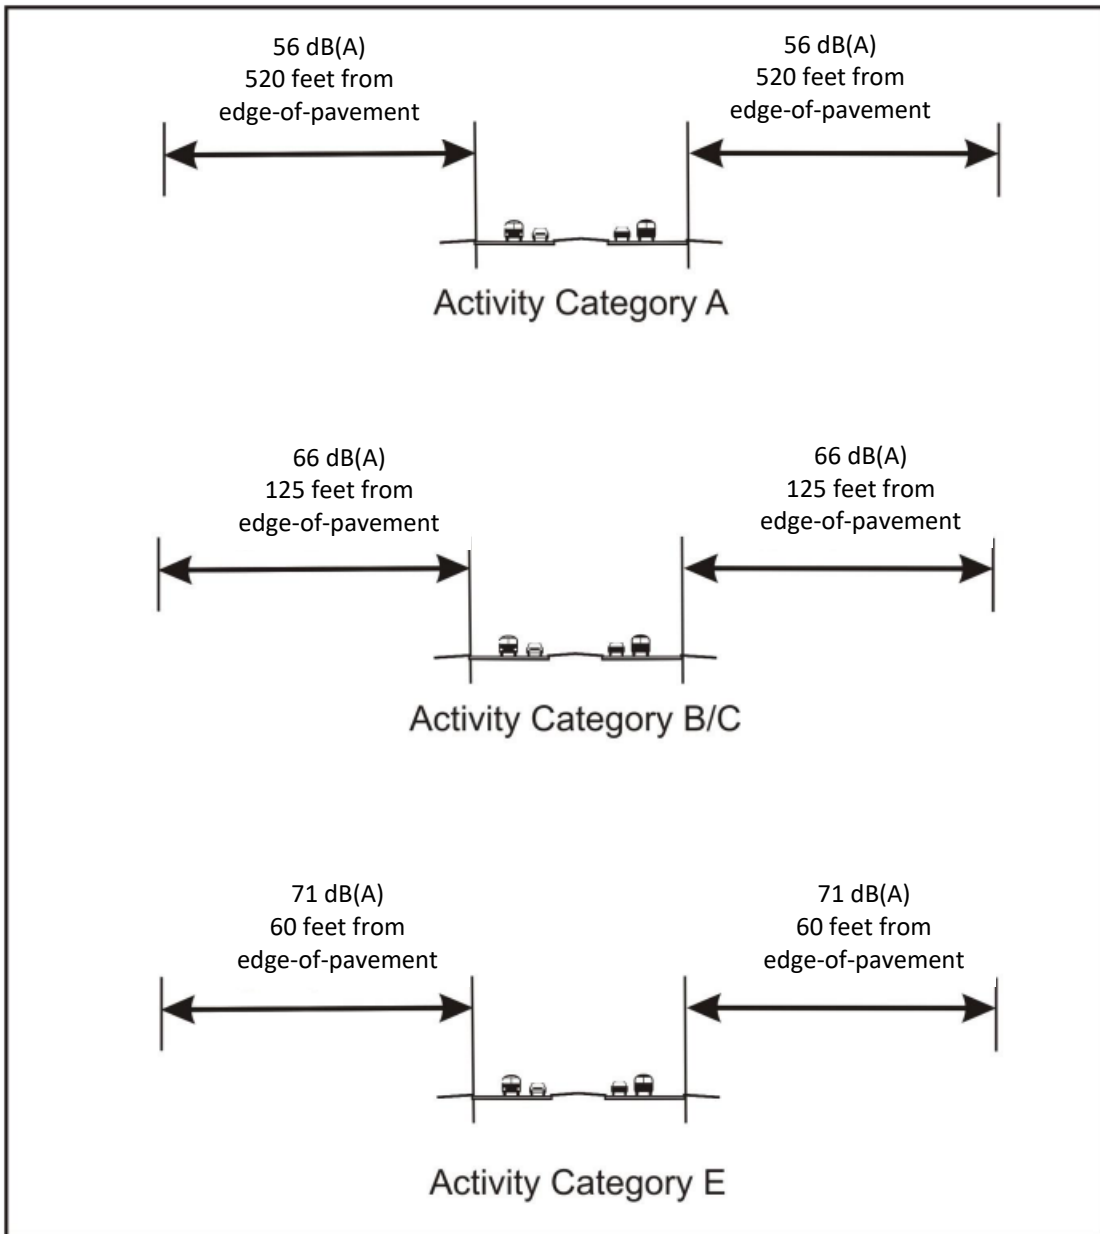 56 dB(A)
520 feet from
edge-of-pavement
56 dB(A)
520 feet from
edge-of-pavement
Activity Category A
66 dB(A)
125 feet from
edge-of-pavement
66 dB(A)
125 feet from
edge-of-pavement
Activity Category B/C
71 dB(A)
60 feet from
edge-of-pavement
71 dB(A)
60 feet from
edge-of-pavement
Activity Category E